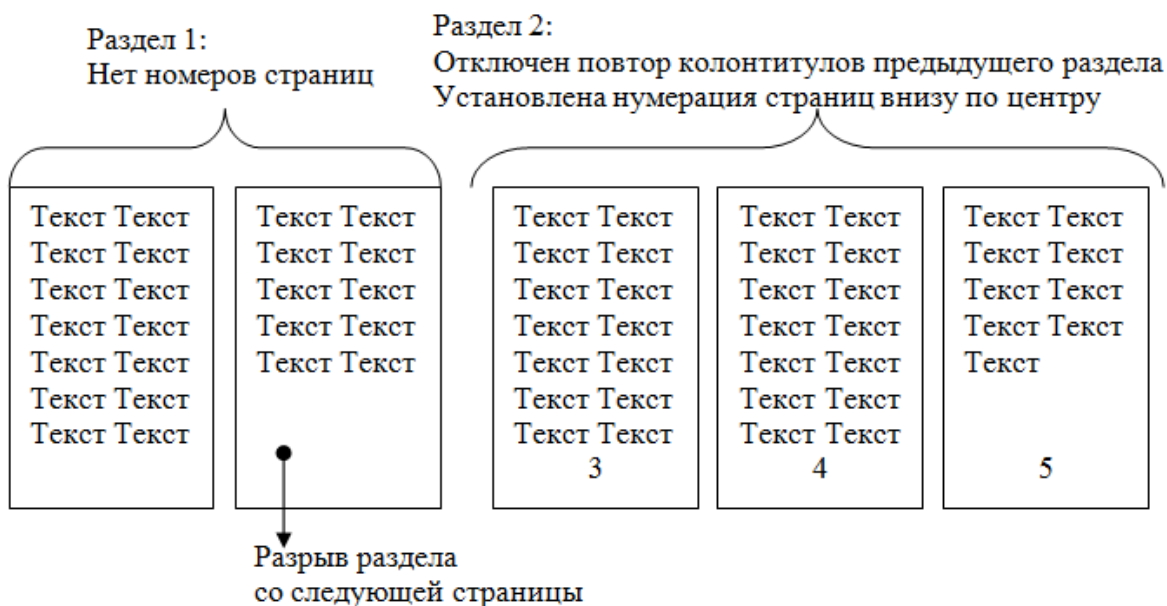 Раздел 1:
Нет номеров страниц
Раздел 2:
Отключен повтор колонтитулов предыдущего раздела
Установлена нумерация страниц внизу по центру
Текст Текст
Текст Текст
Текст Текст
Текст Текст
Текст Текст
Текст Текст
Текст Текст
Текст Текст
Текст Текст
Текст Текст
Текст Текст
Текст Текст
Разрыв раздела
со следующей страницы
Текст Текст
Текст Текст
Текст Текст
Текст Текст
Текст Текст
Текст Текст
Текст Текст
3
Текст Текст
Текст Текст
Текст Текст
Текст Текст
Текст Текст
Текст Текст
Текст Текст
4
Текст Текст
Текст Текст
Текст Текст
Текст Текст
Текст
5